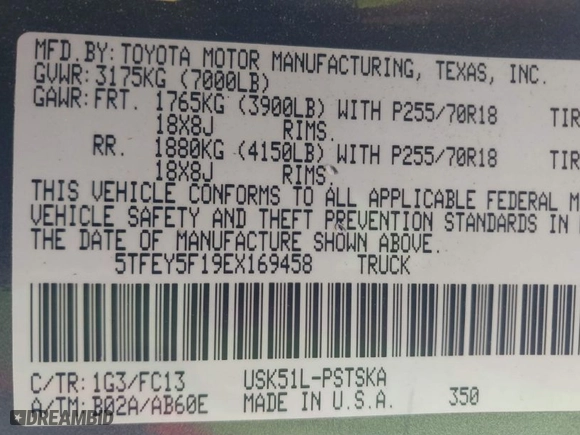 MFD.BY: TOYOTA MOTOR MANUFACTURING, TEXAS, INC.
GVWR: 3175KG (7000LB)
GAWR: FRT. 1765KG (3900LB) WITH P255/70R18 TIR
18X8J RIMS.
RR. 1880KG (4150LB) WITH P255/70R18 TIR
18X8J RIMS.
THIS VEHICLE CONFORMS TO ALL APPLICABLE FEDERAL M
VEHICLE SAFETY AND THEFT PREVENTION STANDARDS IN
THE DATE OF MANUFACTURE SHOWN ABOVE.
5TFEY5F19EX169458 TRUCK
C/TR: 1G3/FC13 USK51L-PSTSKA
A/TM: B02A/AB60E MADE IN U.S.A. 350
DREAMBID